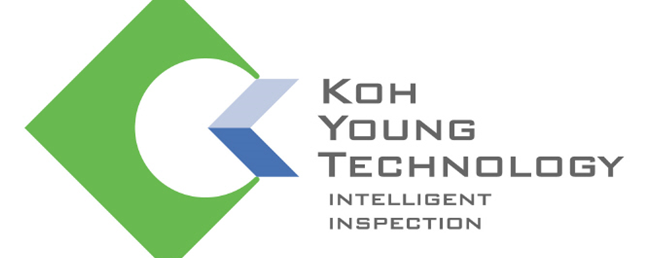 KOH
YOUNG
TECHNOLOGY
INTELLIGENT
INSPECTION